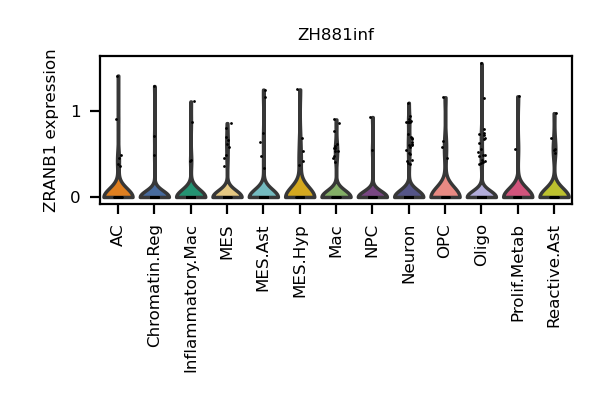 ZH881inf
ZRANB1 expression
1
0
AC
Chromatin.Reg
Inflammatory.Mac
MES
MES.Ast
MES.Hyp
Mac
NPC
Neuron
OPC
Oligo
Prolif.Metab
Reactive.Ast